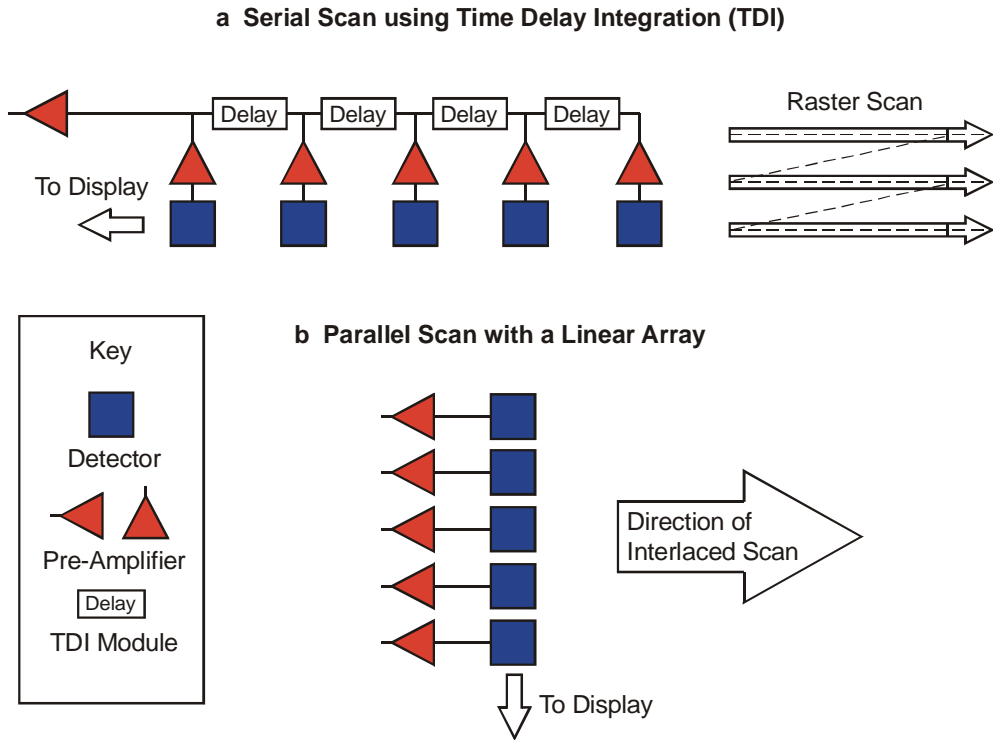 a Serial Scan using Time Delay Integration (TDI)
Delay Delay Delay Delay
Raster Scan
To Display
b Parallel Scan with a Linear Array
Key
Detector
Pre-Amplifier
Delay
TDI Module
Direction of
Interlaced Scan
To Display